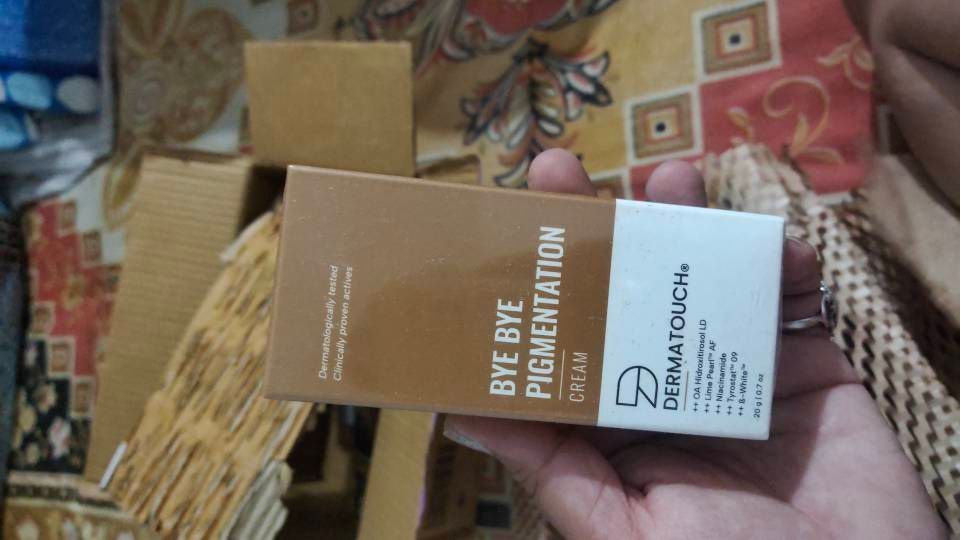 DERMATOUCH®
++ OA Hidroxitirosol LD
++ Lime Pearl™ AF
++ Niacinamide
++ Tyrostat™ 09
++ ß-White™
20 g | 0.7 oz
BYE BYE
PIGMENTATION
CREAM
Dermatologically tested
Clinically proven actives